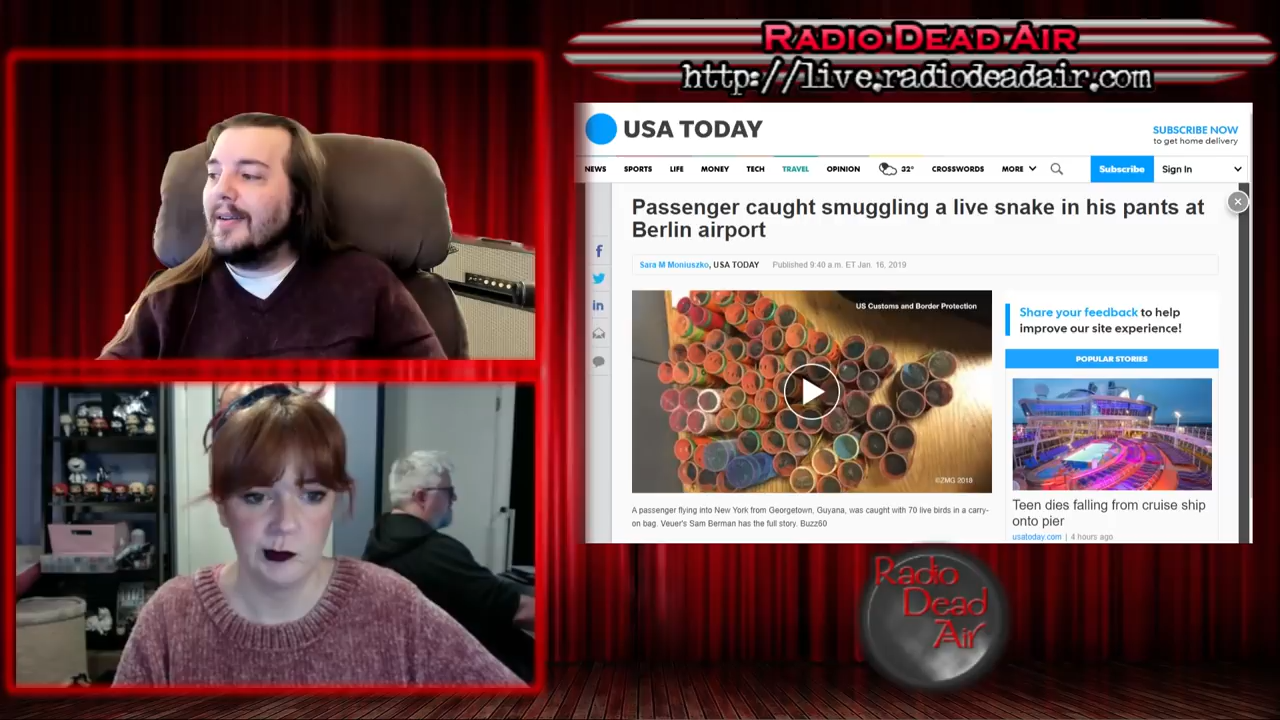 RADIO DEAD AIR
http://live.radiodeadair.com
USA TODAY
SUBSCRIBE NOW
to get home delivery
NEWS SPORTS LIFE MONEY TECH TRAVEL OPINION 32° CROSSWORDS MORE Subscribe Sign In
Passenger caught smuggling a live snake in his pants at
Berlin airport
Sara M Moniuszko, USA TODAY Published 9:40 a.m. ET Jan. 16, 2019
US Customs and Border Protection
©ZMG 2018
A passenger flying into New York from Georgetown, Guyana, was caught with 70 live birds in a carry-
on bag. Veuer's Sam Berman has the full story. Buzz60
Share your feedback to help
improve our site experience!
POPULAR STORIES
Teen dies falling from cruise ship
onto pier
usatoday.com | 4 hours ago
Radio
Dead
Air